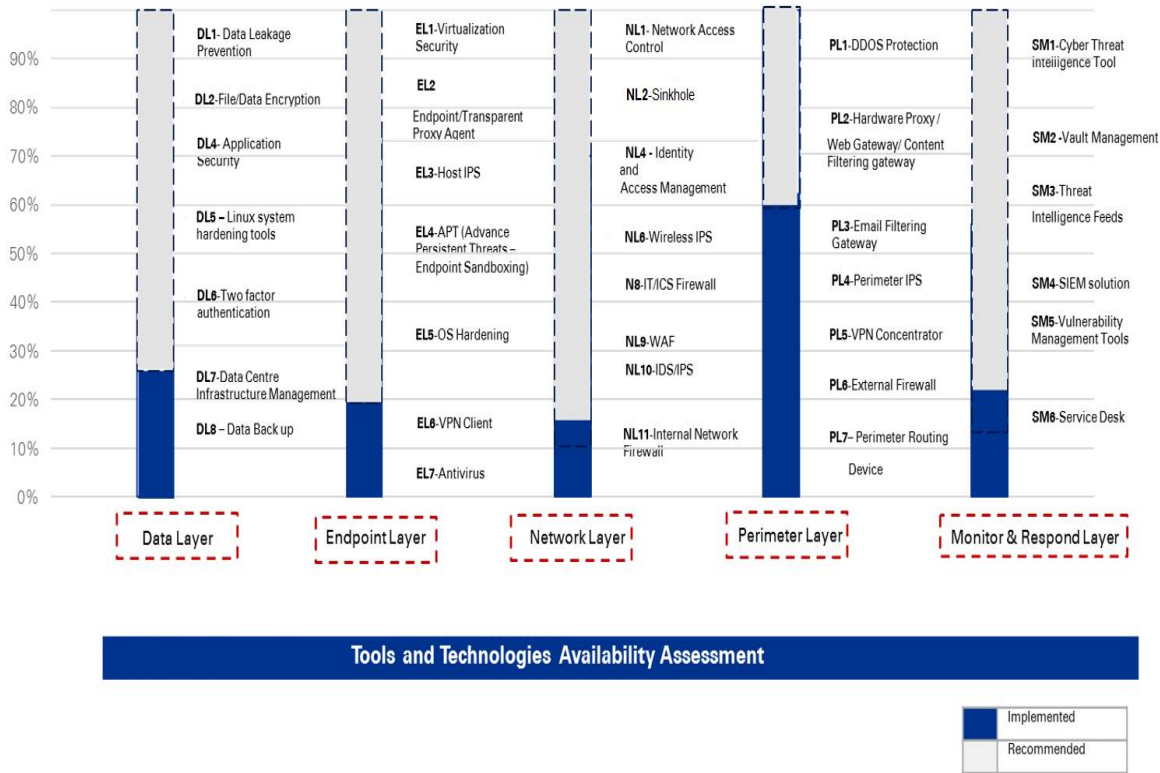 90%
80%
70%
60%
50%
40%
30%
20%
10%
0%
DL1- Data Leakage
Prevention
DL2-File/Data Encryption
DL4- Application
Security
DL5 – Linux system
hardening tools
DL6-Two factor
authentication
DL7-Data Centre
Infrastructure Management
DL8 – Data Back up
EL1-Virtualization
Security
EL2
Endpoint/Transparent
Proxy Agent
EL3-Host IPS
EL4-APT (Advance
Persistent Threats –
Endpoint Sandboxing)
EL5-OS Hardening
EL6-VPN Client
EL7-Antivirus
NL1- Network Access
Control
NL2-Sinkhole
NL4 - Identity
and
Access Management
NL6-Wireless IPS
N8-IT/ICS Firewall
NL9-WAF
NL10-IDS/IPS
NL11-Internal Network
Firewall
PL1-DDOS Protection
PL2-Hardware Proxy /
Web Gateway/ Content
Filtering gateway
PL3-Email Filtering
Gateway
PL4-Perimeter IPS
PL5-VPN Concentrator
PL6-External Firewall
PL7– Perimeter Routing
Device
SM1-Cyber Threat
inteiiigence Tool
SM2 -Vault Management
SM3-Threat
Intelligence Feeds
SM4-SIEM solution
SM5-Vulnerability
Management Tools
SM6-Service Desk
Data Layer
Endpoint Layer
Network Layer
Perimeter Layer
Monitor & Respond Layer
Tools and Technologies Availability Assessment
Implemented
Recommended